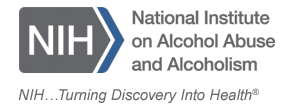 NIH
National Institute
on Alcohol Abuse
and Alcoholism
NIH...Turning Discovery Into Health®